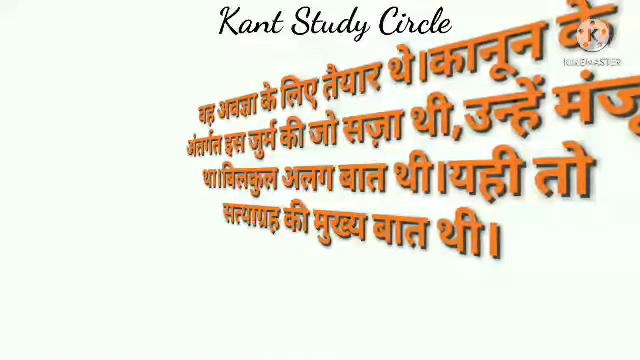 Kant Study Circle
KINEMASTER
वह अवज्ञा के लिए तैयार थे।कानून के
अंतर्गत इस जुर्म की जो सज़ा थी,उन्हें मंजू
था।बिलकुल अलग बात थी।यही तो
सत्याग्रह की मुख्य बात थी।